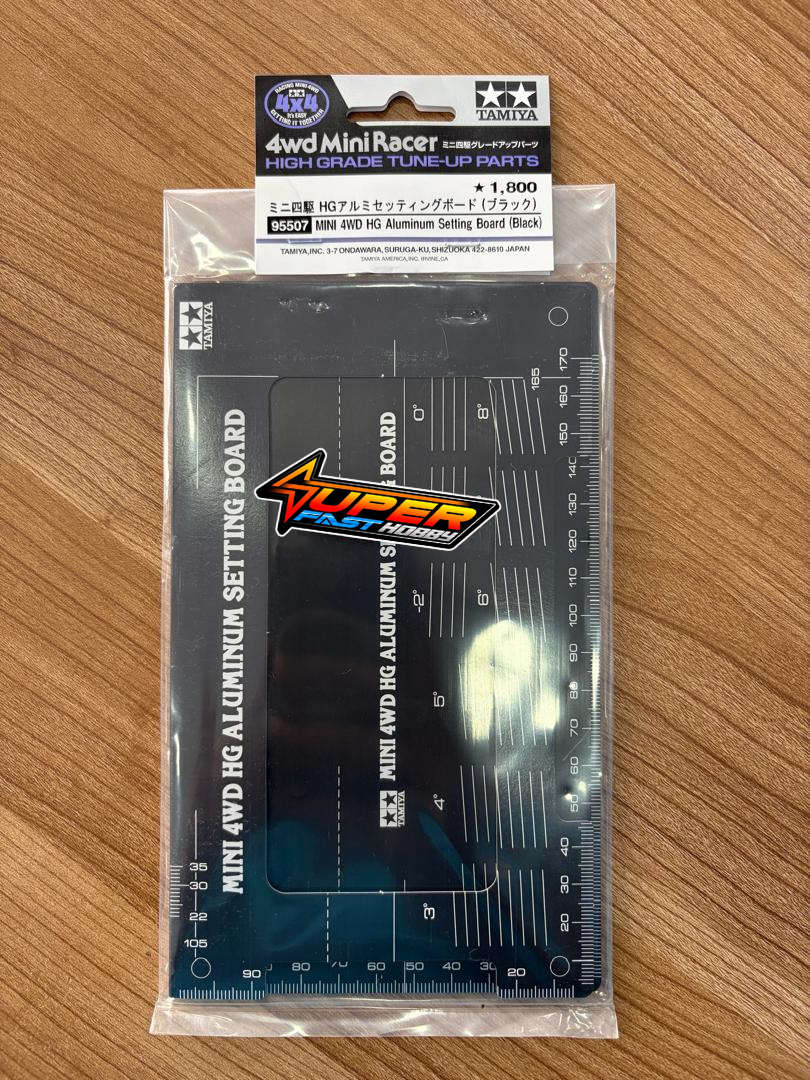 RACING MINI 4WD
4x4
It's EASY
GETTING IT TOGETHER
TAMIYA
4wd Mini Racer ミニ四駆グレードアップパーツ
HIGH GRADE TUNE-UP PARTS
★ 1,800
ミニ四駆 HGアルミセッティングボード (ブラック)
95507 MINI 4WD HG Aluminum Setting Board (Black)
TAMIYA, INC. 3-7 ONDAWARA, SURUGA-KU, SHIZUOKA 422-8610 JAPAN
TAMIYA AMERICA, INC. IRVINE, CA
TAMIYA
MINI 4WD HG ALUMINUM SETTING BOARD
TAMIYA
MINI 4WD HG ALUMINUM SE G BOARD
SUPER
FAST HOBBY
0° 8°
-2° 6°
5°
4°
3°
165
170
160
150
140
130
120
110
100
90
80
70
60
50
40
30
20
35
30
22
105
90 80 70 60 50 40 30 20